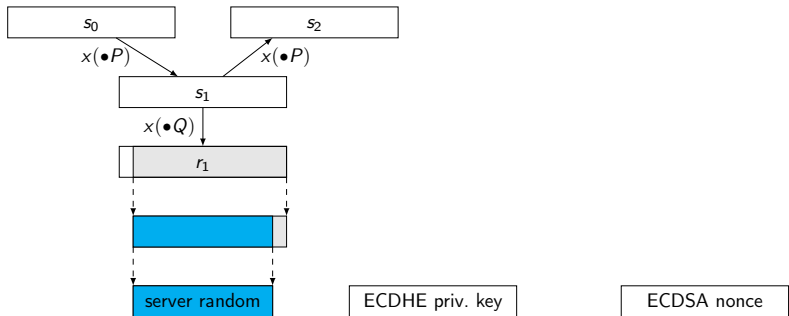 s₀ s₂
x(•P) x(•P)
s₁
x(•Q)
r₁
server random ECDHE priv. key ECDSA nonce